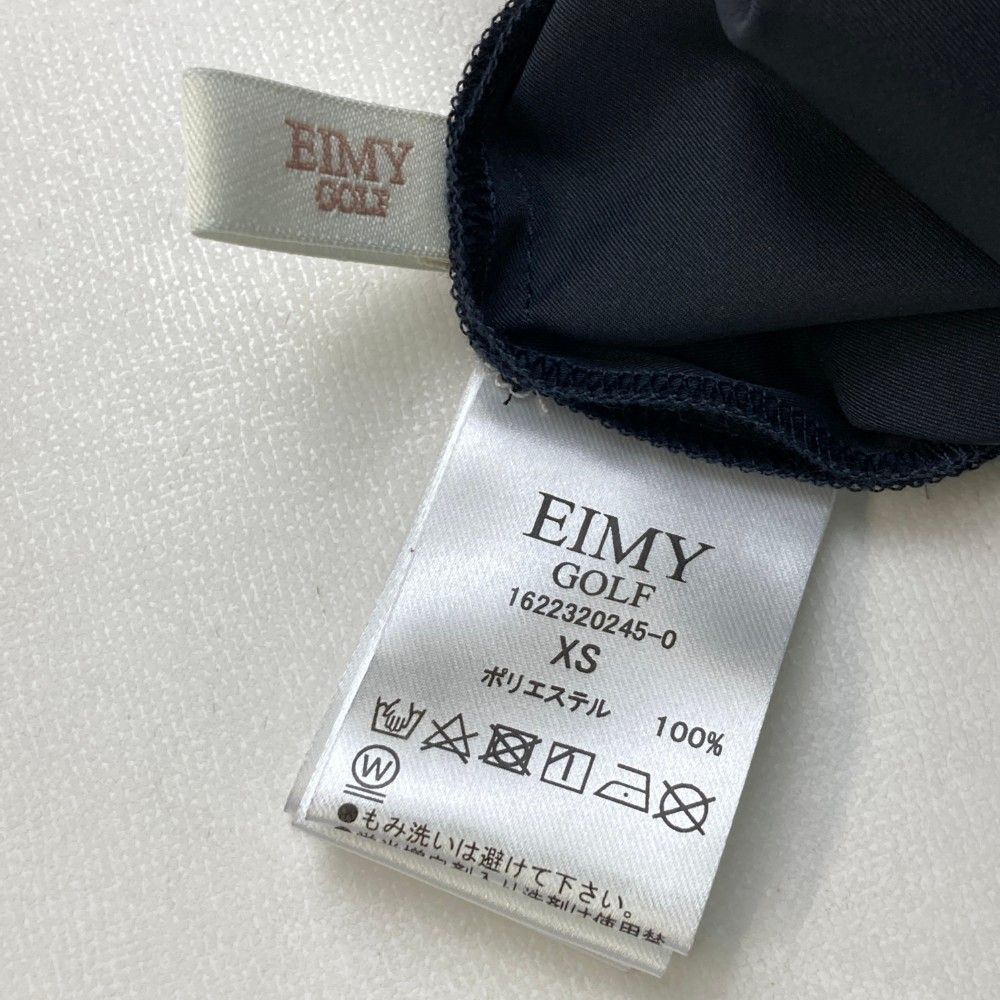 EIMY
GOLF
EIMY
GOLF
1622320245-0
XS
ポリエステル 100%
W
●もみ洗いは避けて下さい。